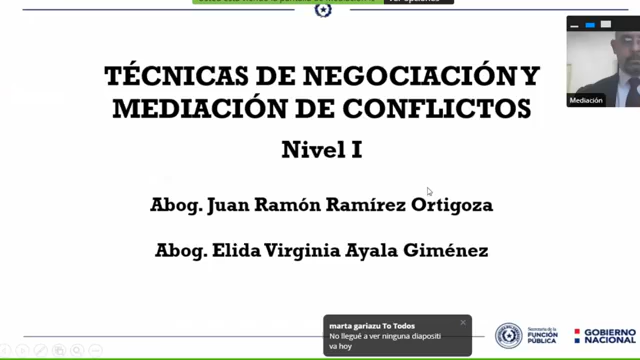 TÉCNICAS DE NEGOCIACIÓN Y
MEDIACIÓN DE CONFLICTOS
Nivel I
Abog. Juan Ramón Ramírez Ortigoza
Abog. Elida Virginia Ayala Giménez
Mediación
marta gariazu To Todos
No llegué a ver ninguna diapositi
va hoy
Secretaría de la
FUNCIÓN
PÚBLICA
GOBIERNO
NACIONAL